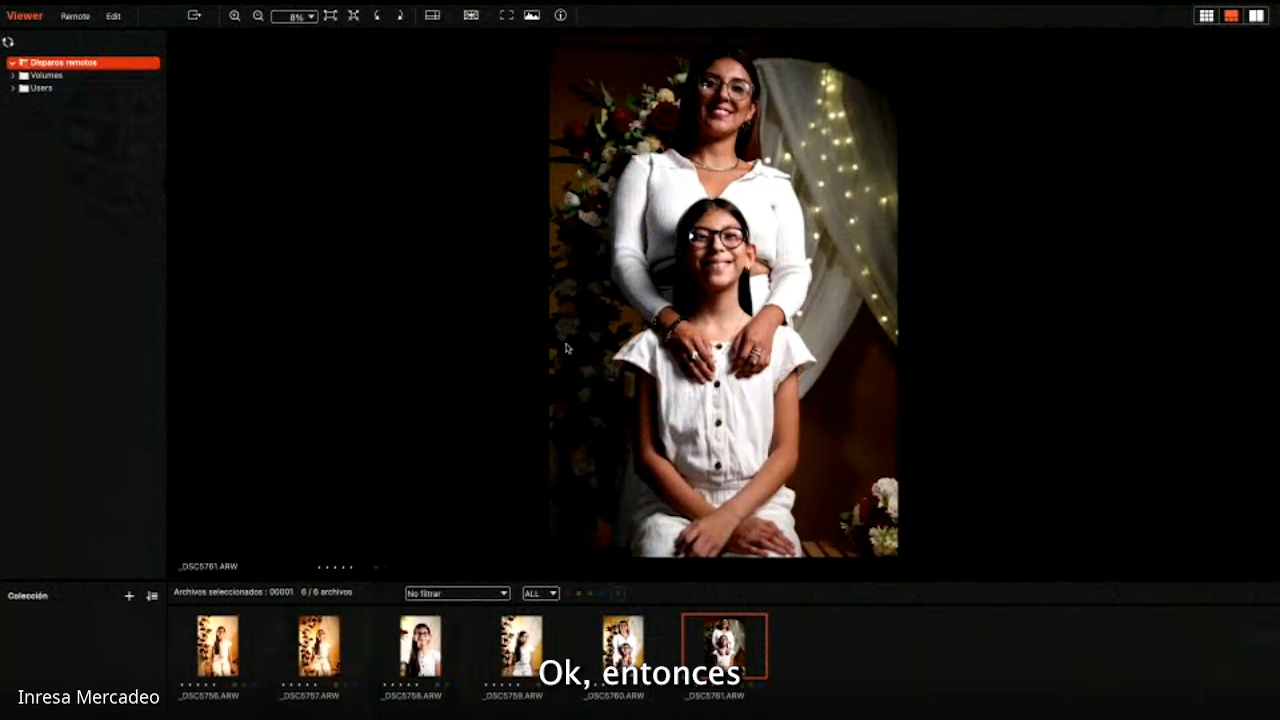 Viewer Remote Edit 8%
Disparos remotos
Volumes
Users
_DSC5761.ARW
Colección
Archivos seleccionados : 00001 6 / 6 archivos No filtrar ALL
_DSC5756.ARW _DSC5757.ARW _DSC5758.ARW _DSC5759.ARW _DSC5760.ARW _DSC5761.ARW
Ok, entonces
Inresa Mercadeo